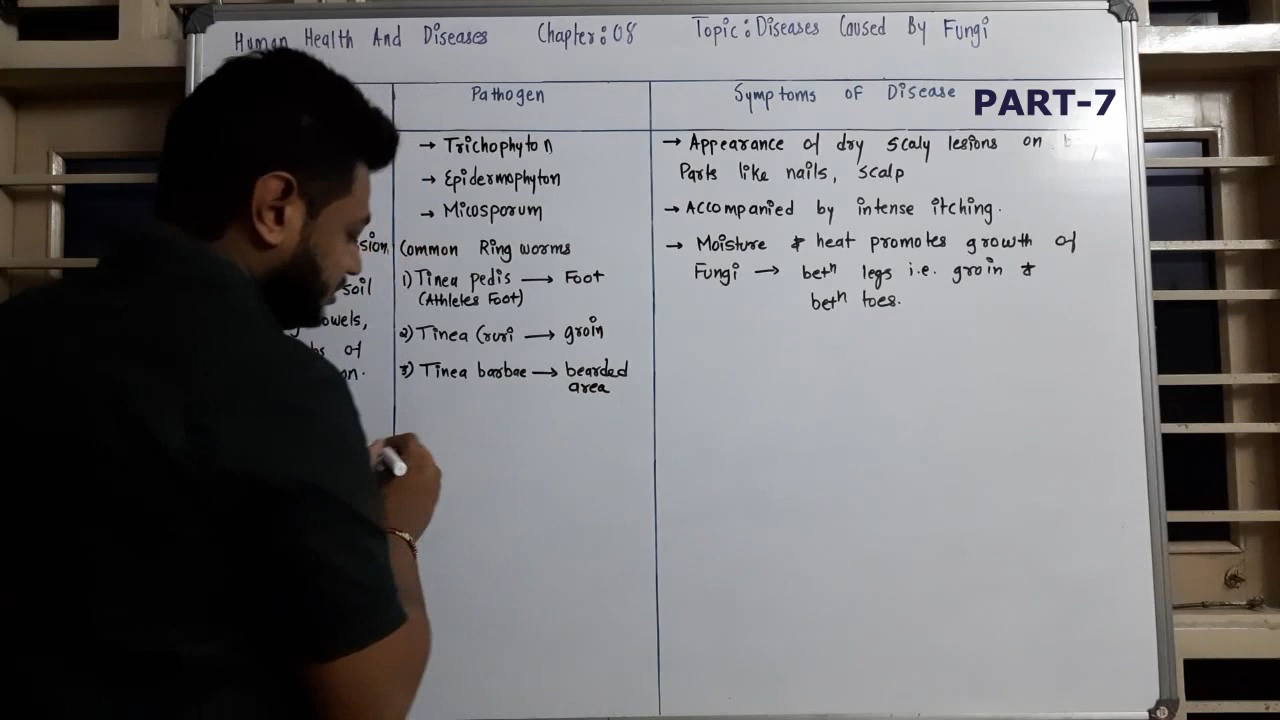 Human Health And Diseases Chapter: 08 Topic: Diseases Caused By Fungi
Pathogen
Symptoms of Disease
PART-7
→ Trichophyton
→ Epidermophyton
→ Micosporum
Common Ring worms
1) Tinea pedis → Foot
(Athletes Foot)
2) Tinea Cruri → groin
3) Tinea barbae → bearded
area
→ Appearance of dry scaly lesions on
Parts like nails, scalp
→ Accompanied by intense itching.
→ Moisture & heat promotes growth of
Fungi → betn legs i.e. groin &
betn toes.
soil
of